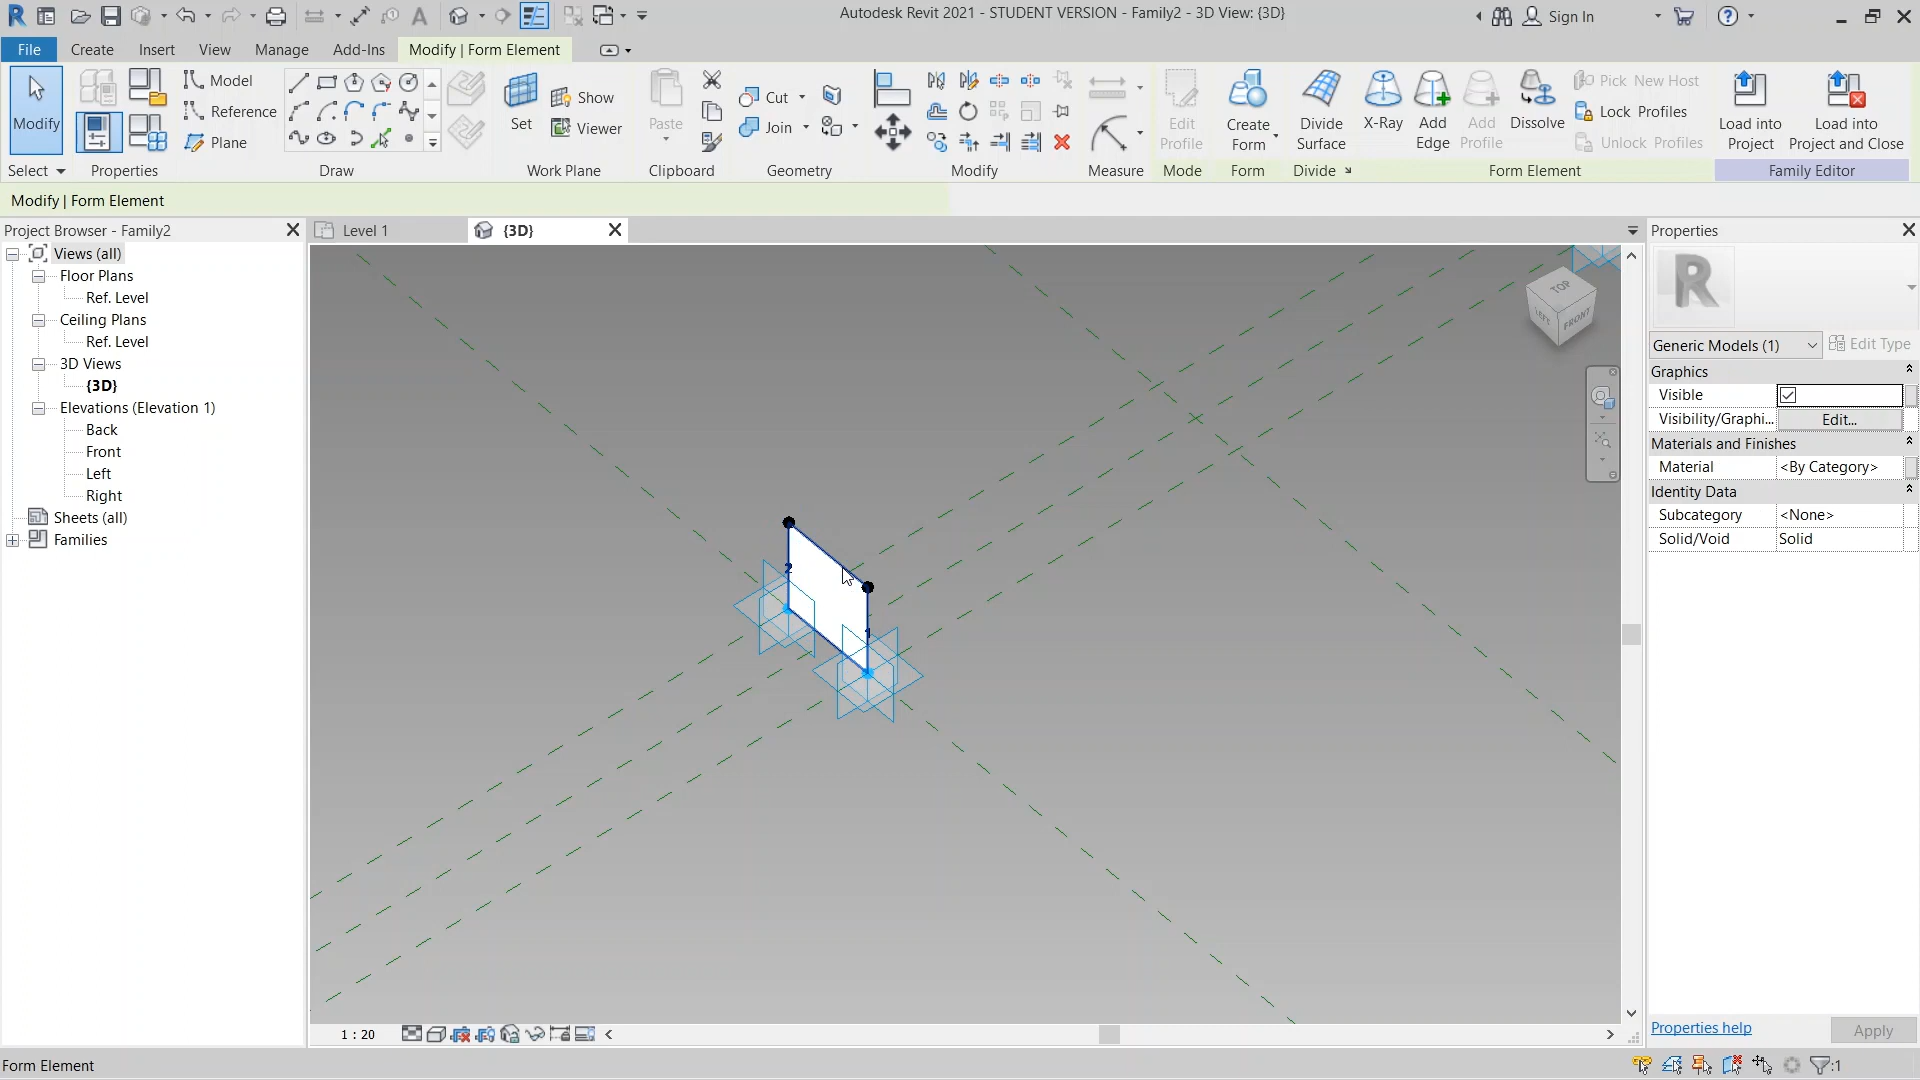 Autodesk Revit 2021 - STUDENT VERSION - Family2 - 3D View: {3D}
Sign In
File
Create
Insert
View
Manage
Add-Ins
Modify | Form Element
Modify
Model
Reference
Plane
Set
Show
Viewer
Paste
Cut
Join
Edit
Profile
Create
Form
Divide
Surface
X-Ray
Add
Edge
Add
Profile
Dissolve
Pick New Host
Lock Profiles
Unlock Profiles
Load into
Project
Load into
Project and Close
Select
Properties
Draw
Work Plane
Clipboard
Geometry
Modify
Measure
Mode
Form
Divide
Form Element
Family Editor
Modify | Form Element
Project Browser - Family2
Views (all)
Floor Plans
Ref. Level
Ceiling Plans
Ref. Level
3D Views
{3D}
Elevations (Elevation 1)
Back
Front
Left
Right
Sheets (all)
Families
Level 1
{3D}
TOP
LEFT
FRONT
2
1
Properties
R
Generic Models (1)
Edit Type
Graphics
Visible
Visibility/Graphi...
Edit...
Materials and Finishes
Material
<By Category>
Identity Data
Subcategory
<None>
Solid/Void
Solid
Properties help
Apply
1 : 20
Form Element
:1